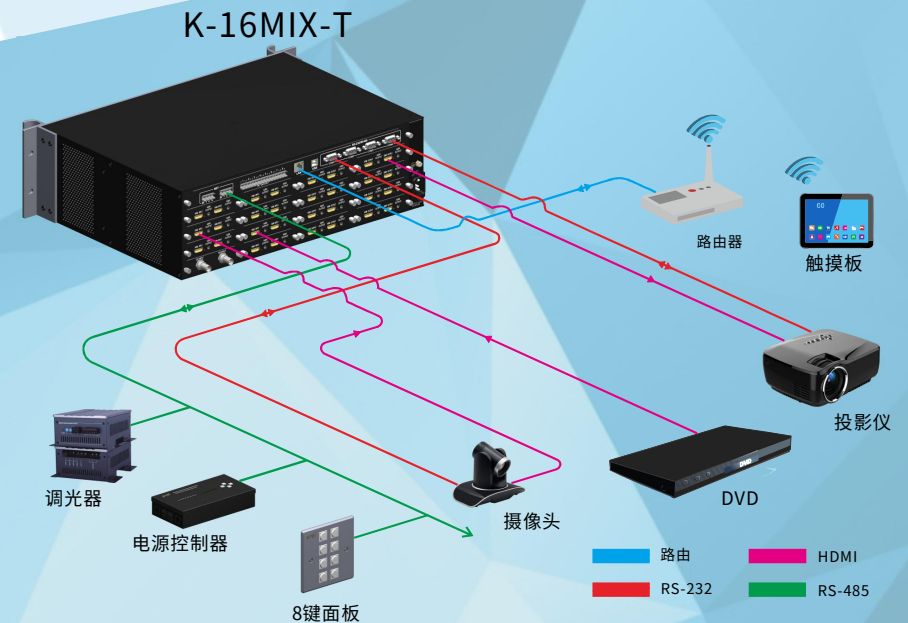 K-16MIX-T
路由器
触摸板
投影仪
DVD
DVD
摄像头
调光器
电源控制器
8键面板
路由
HDMI
RS-232
RS-485